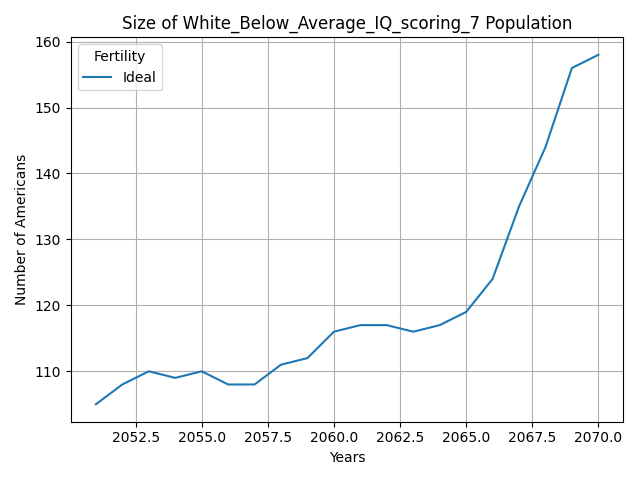 Size of White_Below_Average_IQ_scoring_7 Population
Fertility
Ideal
160
150
140
130
120
110
Number of Americans
2052.5 2055.0 2057.5 2060.0 2062.5 2065.0 2067.5 2070.0
Years